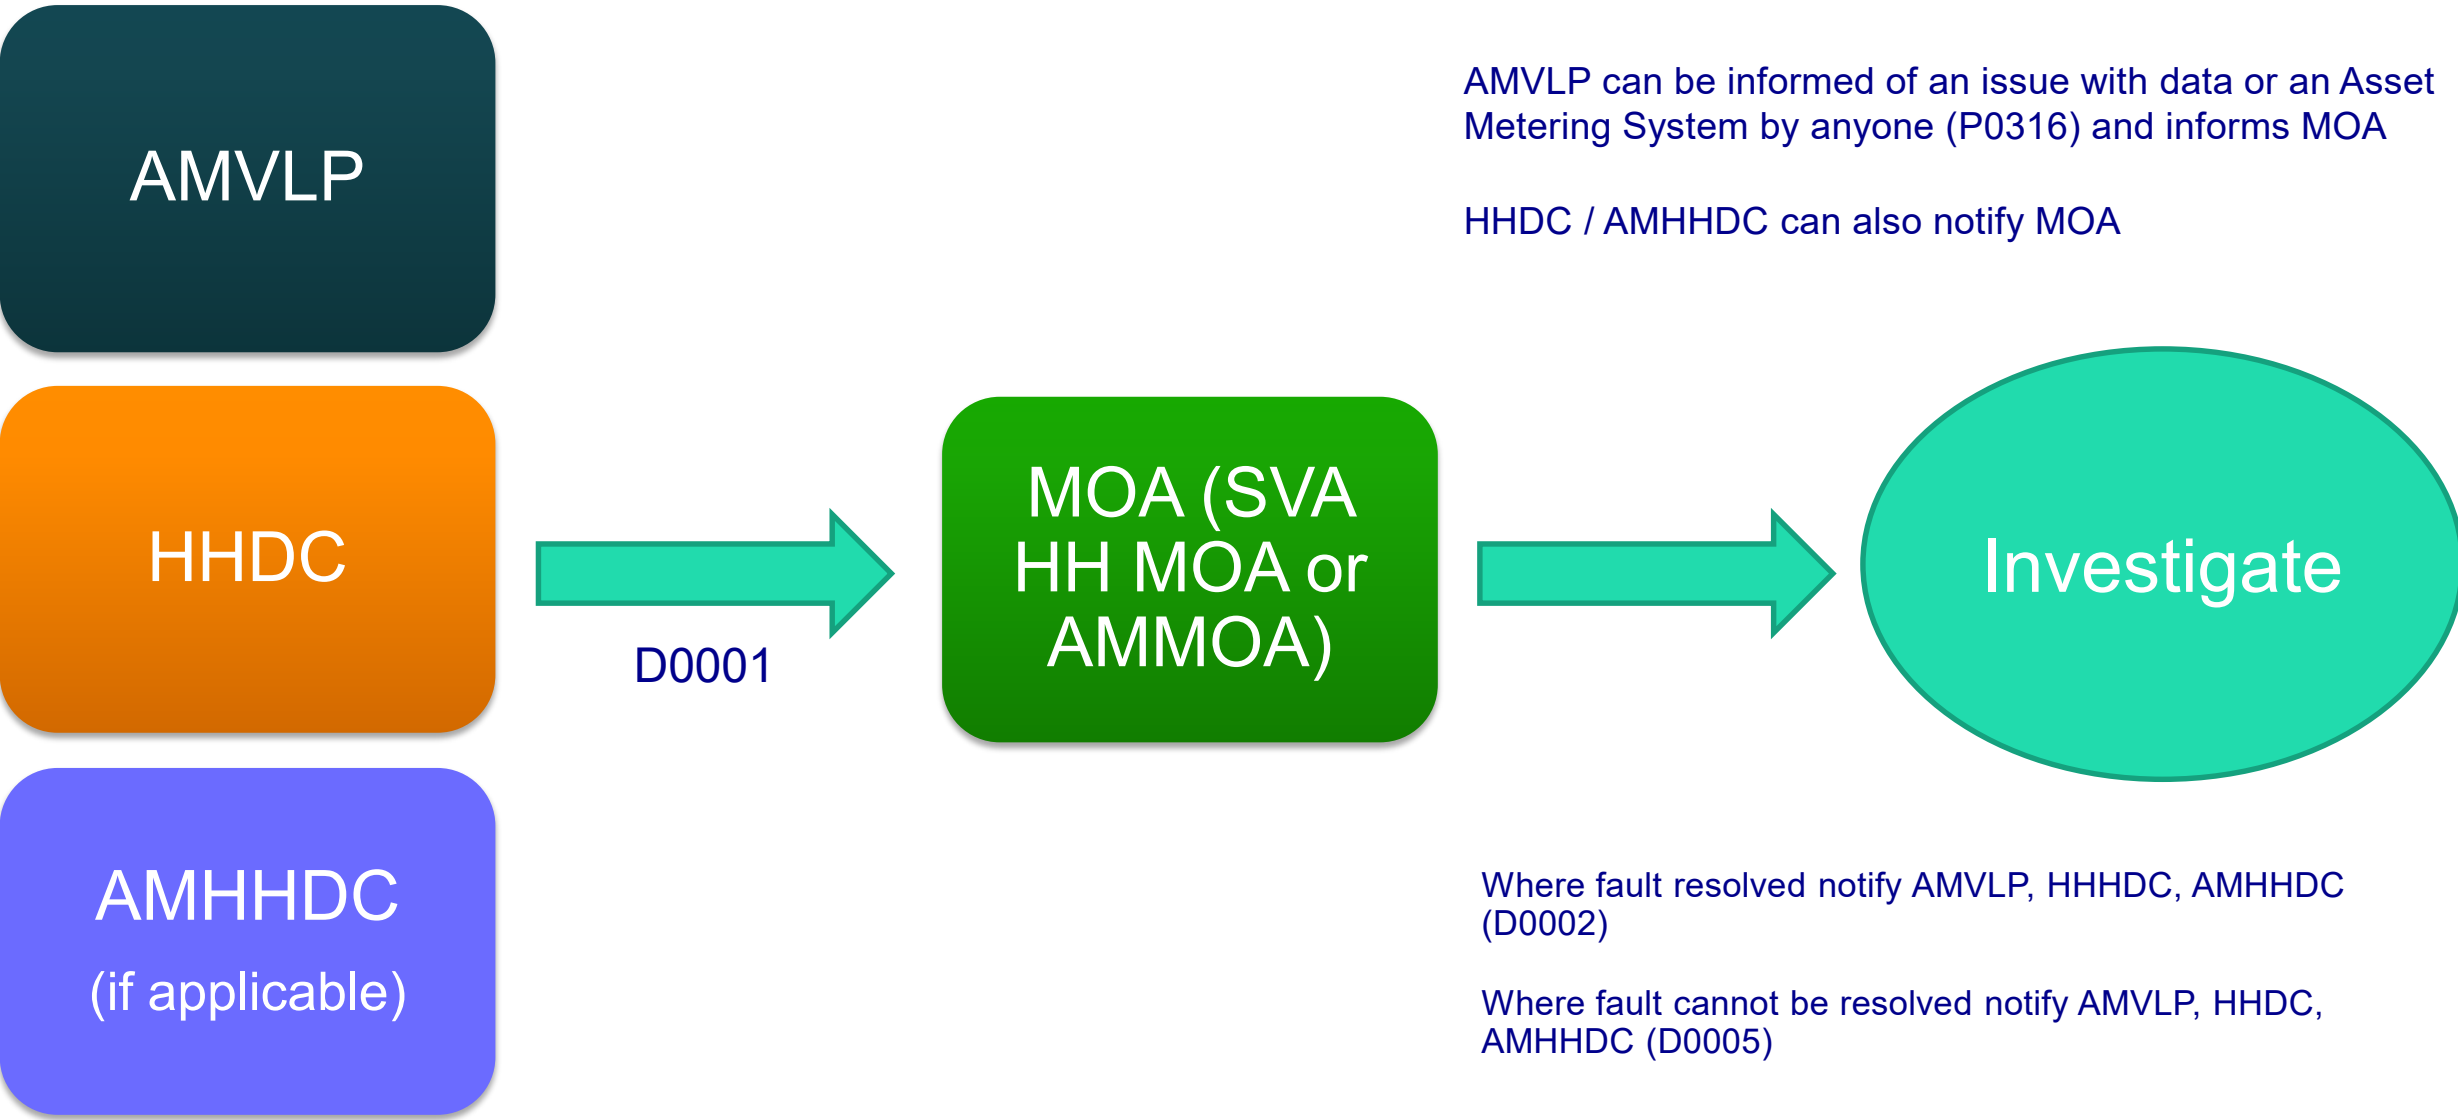 AMVLP
AMVLP can be informed of an issue with data or an Asset
Metering System by anyone (P0316) and informs MOA
HHDC / AMHHDC can also notify MOA
HHDC
D0001
MOA (SVA
HH MOA or
AMMOA)
Investigate
AMHHDC
(if applicable)
Where fault resolved notify AMVLP, HHHDC, AMHHDC
(D0002)
Where fault cannot be resolved notify AMVLP, HHDC,
AMHHDC (D0005)